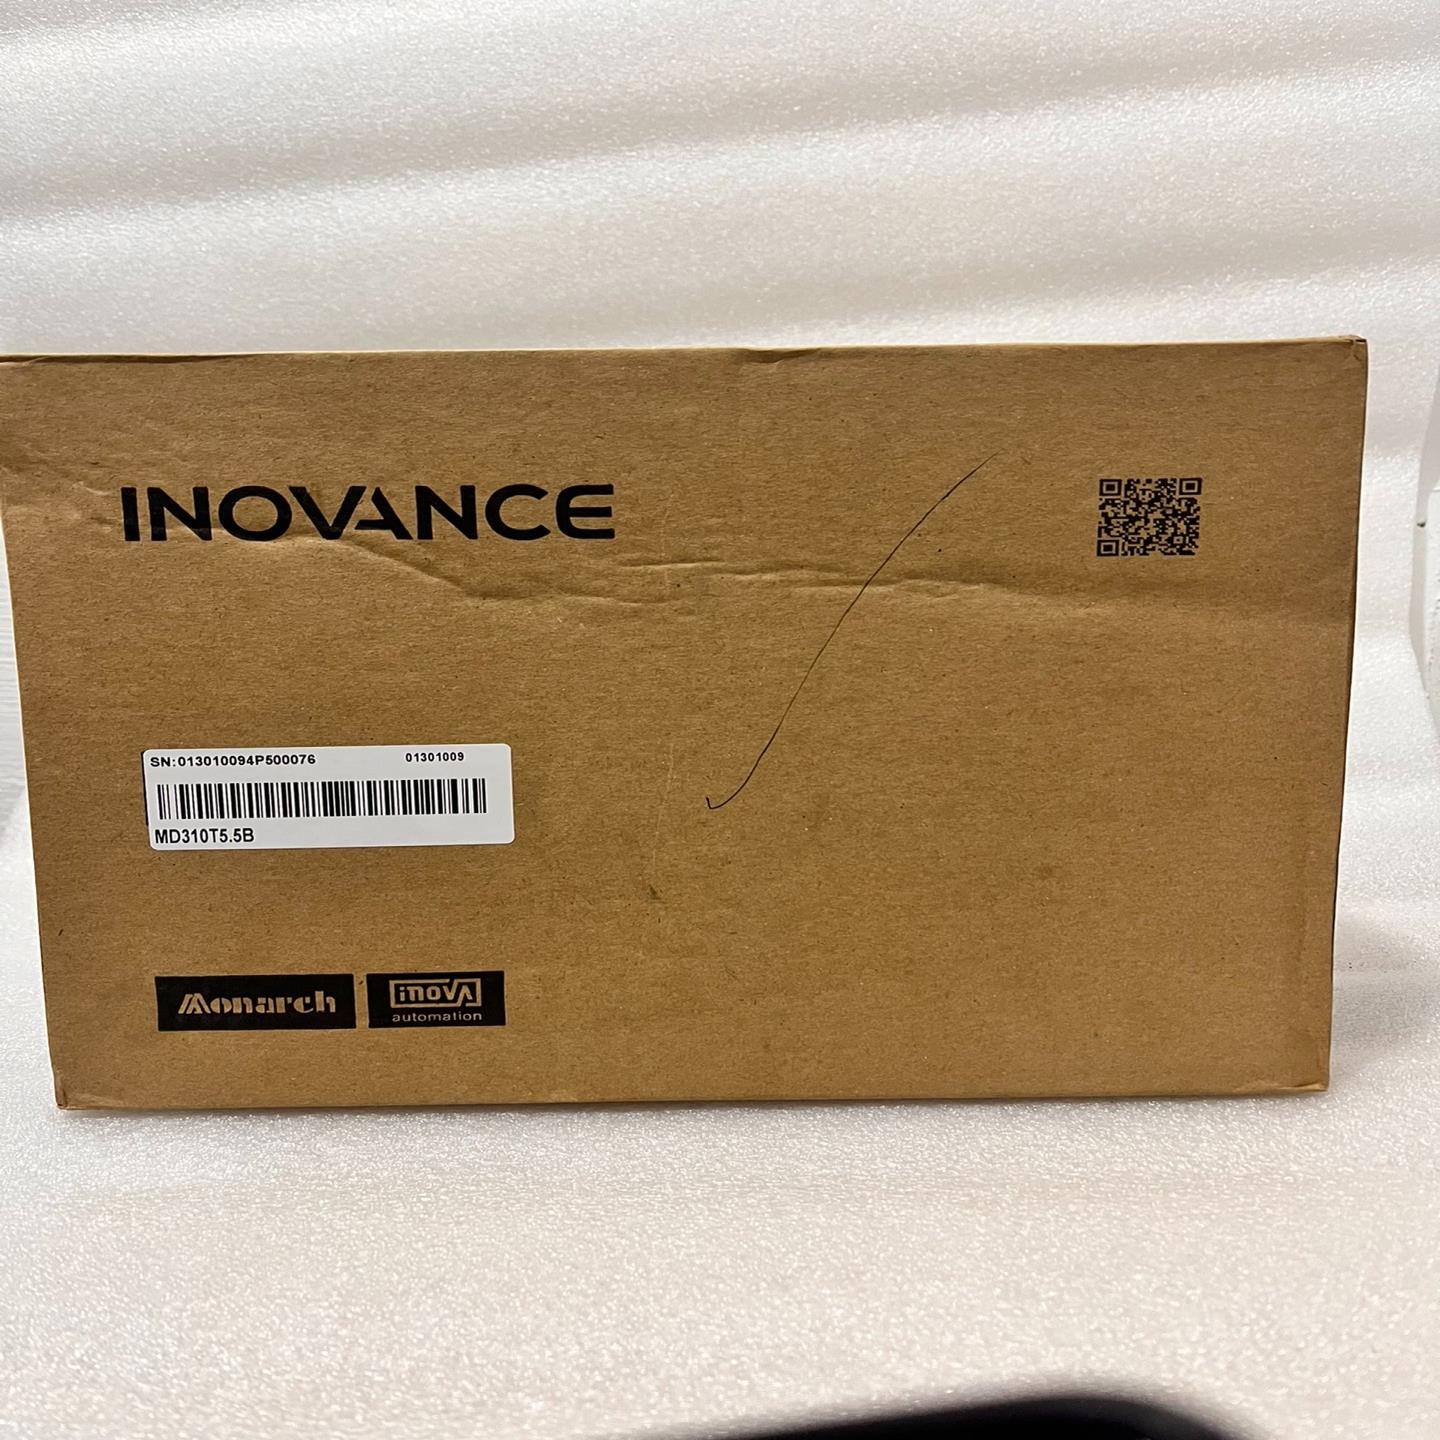 INOVANCE
SN:013010094P500076 01301009
MD310T5.5B
Monarch
inovA
automation